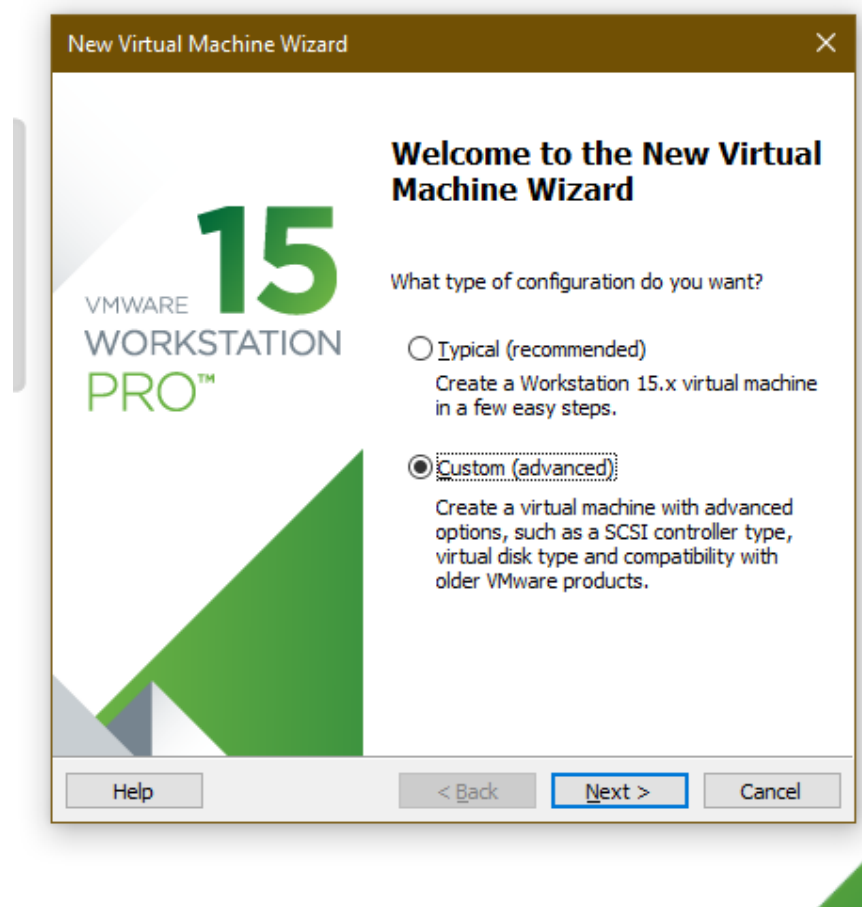 New Virtual Machine Wizard
15
VMWARE
WORKSTATION
PRO™
Welcome to the New Virtual
Machine Wizard
What type of configuration do you want?
Typical (recommended)
Create a Workstation 15.x virtual machine
in a few easy steps.
Custom (advanced)
Create a virtual machine with advanced
options, such as a SCSI controller type,
virtual disk type and compatibility with
older VMware products.
Help
< Back
Next >
Cancel